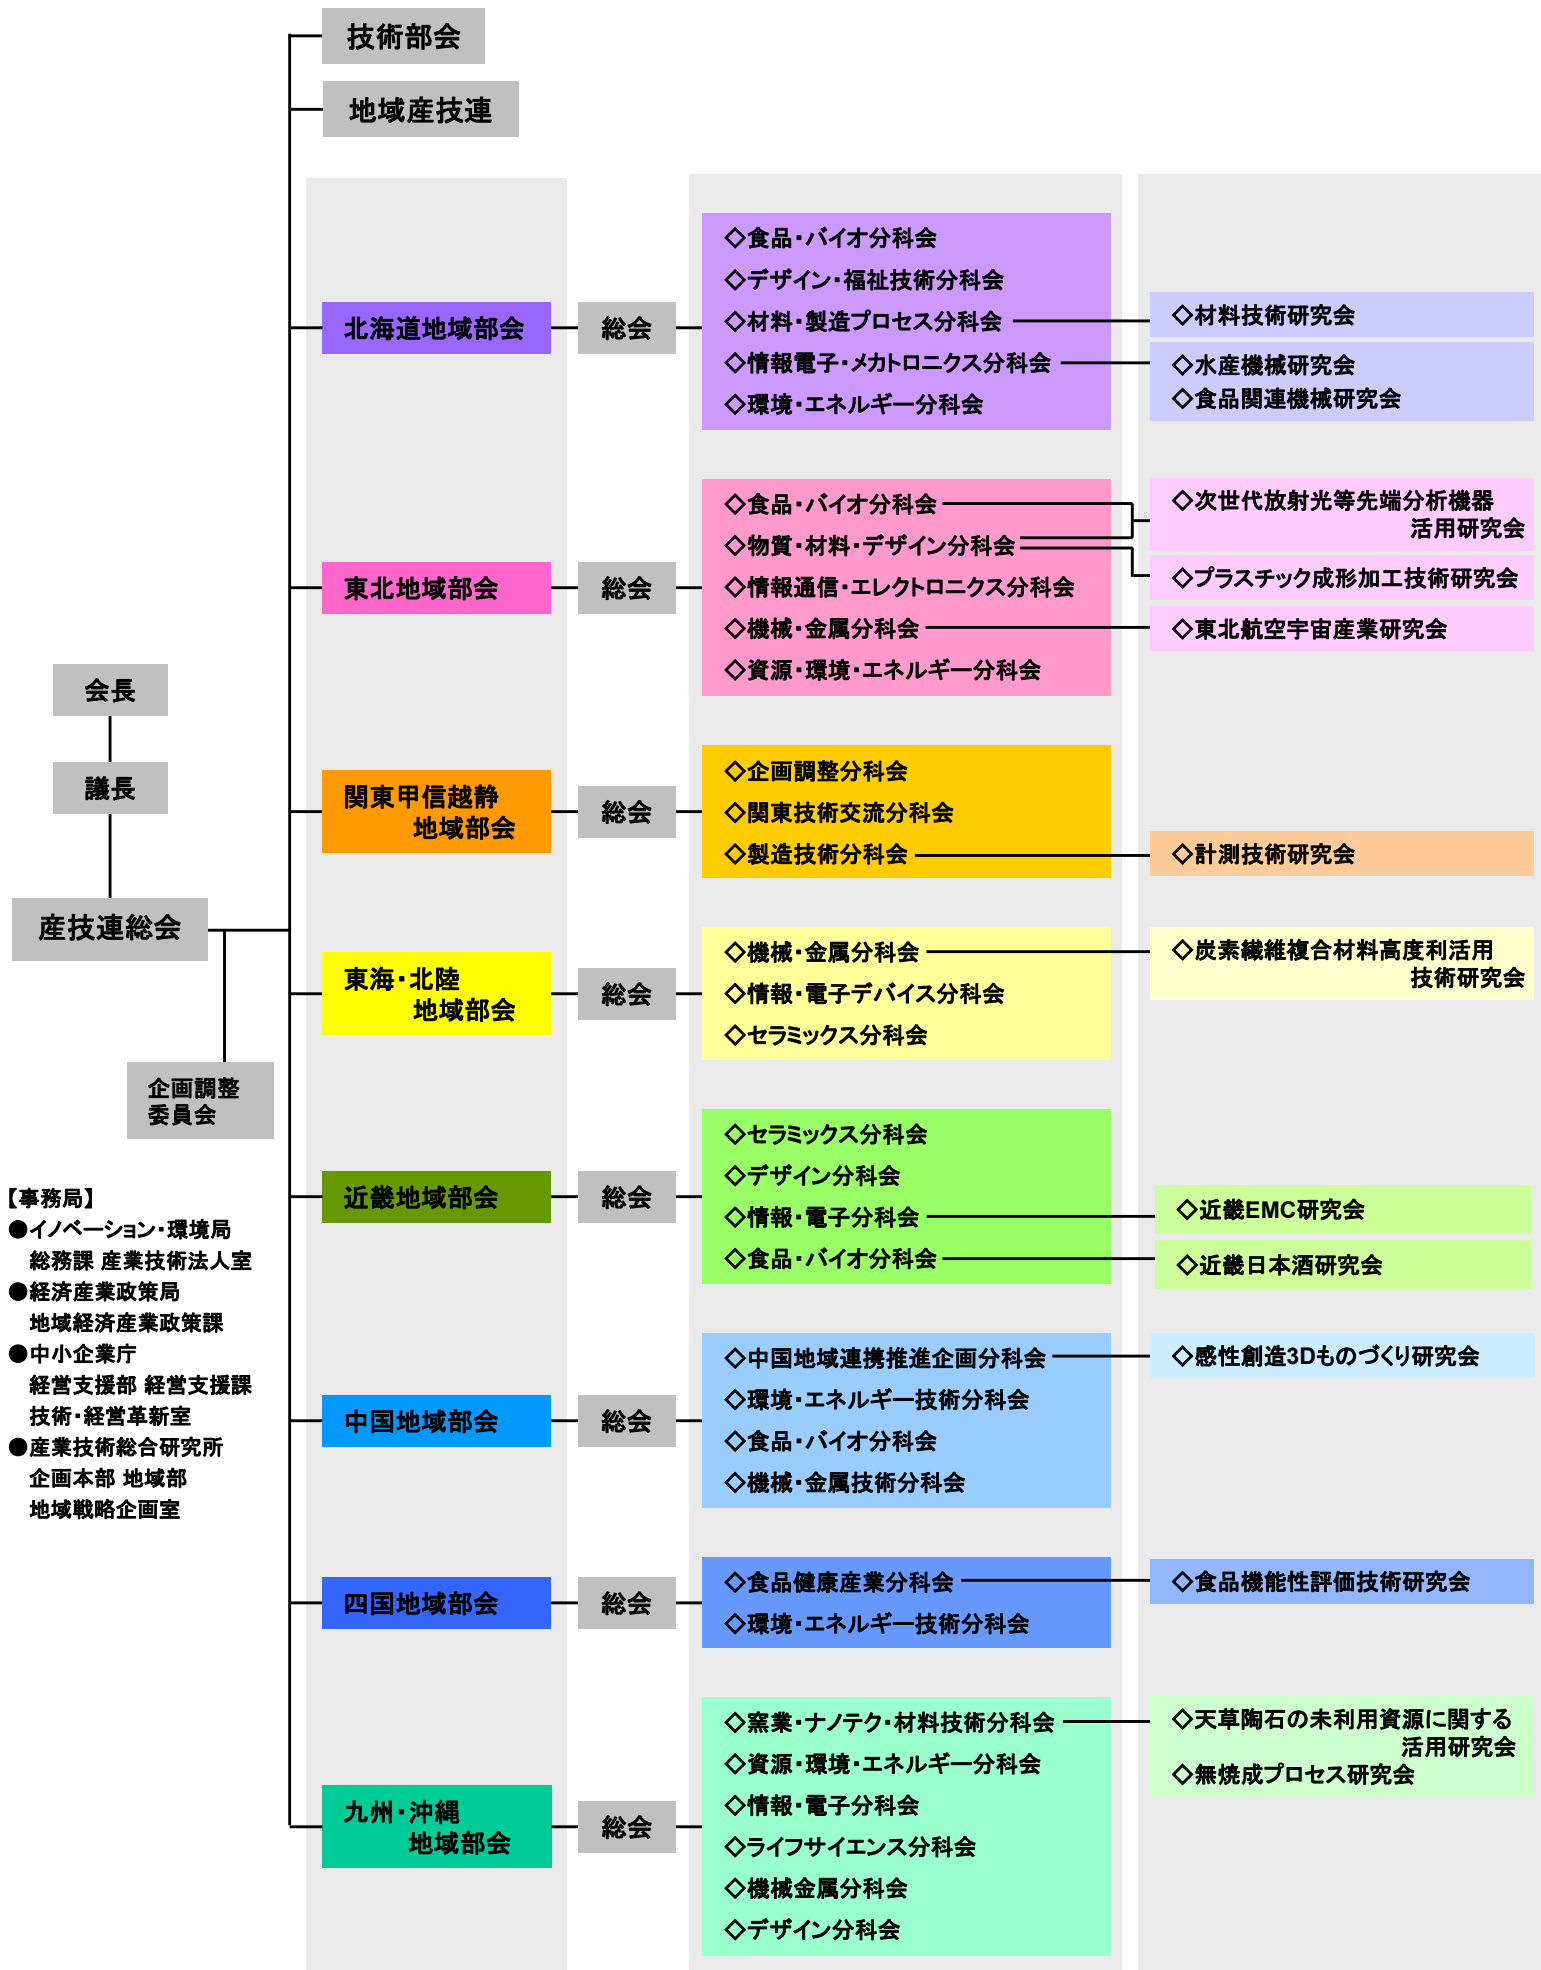 技術部会
地域産技連
北海道地域部会
総会
◇食品・バイオ分科会
◇デザイン・福祉技術分科会
◇材料・製造プロセス分科会
◇情報電子・メカトロニクス分科会
◇環境・エネルギー分科会
◇材料技術研究会
◇水産機械研究会
◇食品関連機械研究会
東北地域部会
総会
◇食品・バイオ分科会
◇物質・材料・デザイン分科会
◇情報通信・エレクトロニクス分科会
◇機械・金属分科会
◇資源・環境・エネルギー分科会
◇次世代放射光等先端分析機器
活用研究会
◇プラスチック成形加工技術研究会
◇東北航空宇宙産業研究会
会長
議長
産技連総会
企画調整
委員会
関東甲信越静
地域部会
総会
◇企画調整分科会
◇関東技術交流分科会
◇製造技術分科会
◇計測技術研究会
東海・北陸
地域部会
総会
◇機械・金属分科会
◇情報・電子デバイス分科会
◇セラミックス分科会
◇炭素繊維複合材料高度利活用
技術研究会
近畿地域部会
総会
◇セラミックス分科会
◇デザイン分科会
◇情報・電子分科会
◇食品・バイオ分科会
◇近畿EMC研究会
◇近畿日本酒研究会
【事務局】
●イノベーション・環境局
総務課 産業技術法人室
●経済産業政策局
地域経済産業政策課
●中小企業庁
経営支援部 経営支援課
技術・経営革新室
●産業技術総合研究所
企画本部 地域部
地域戦略企画室
中国地域部会
総会
◇中国地域連携推進企画分科会
◇環境・エネルギー技術分科会
◇食品・バイオ分科会
◇機械・金属技術分科会
◇感性創造3Dものづくり研究会
四国地域部会
総会
◇食品健康産業分科会
◇環境・エネルギー技術分科会
◇食品機能性評価技術研究会
九州・沖縄
地域部会
総会
◇窯業・ナノテク・材料技術分科会
◇資源・環境・エネルギー分科会
◇情報・電子分科会
◇ライフサイエンス分科会
◇機械金属分科会
◇デザイン分科会
◇天草陶石の未利用資源に関する
活用研究会
◇無焼成プロセス研究会